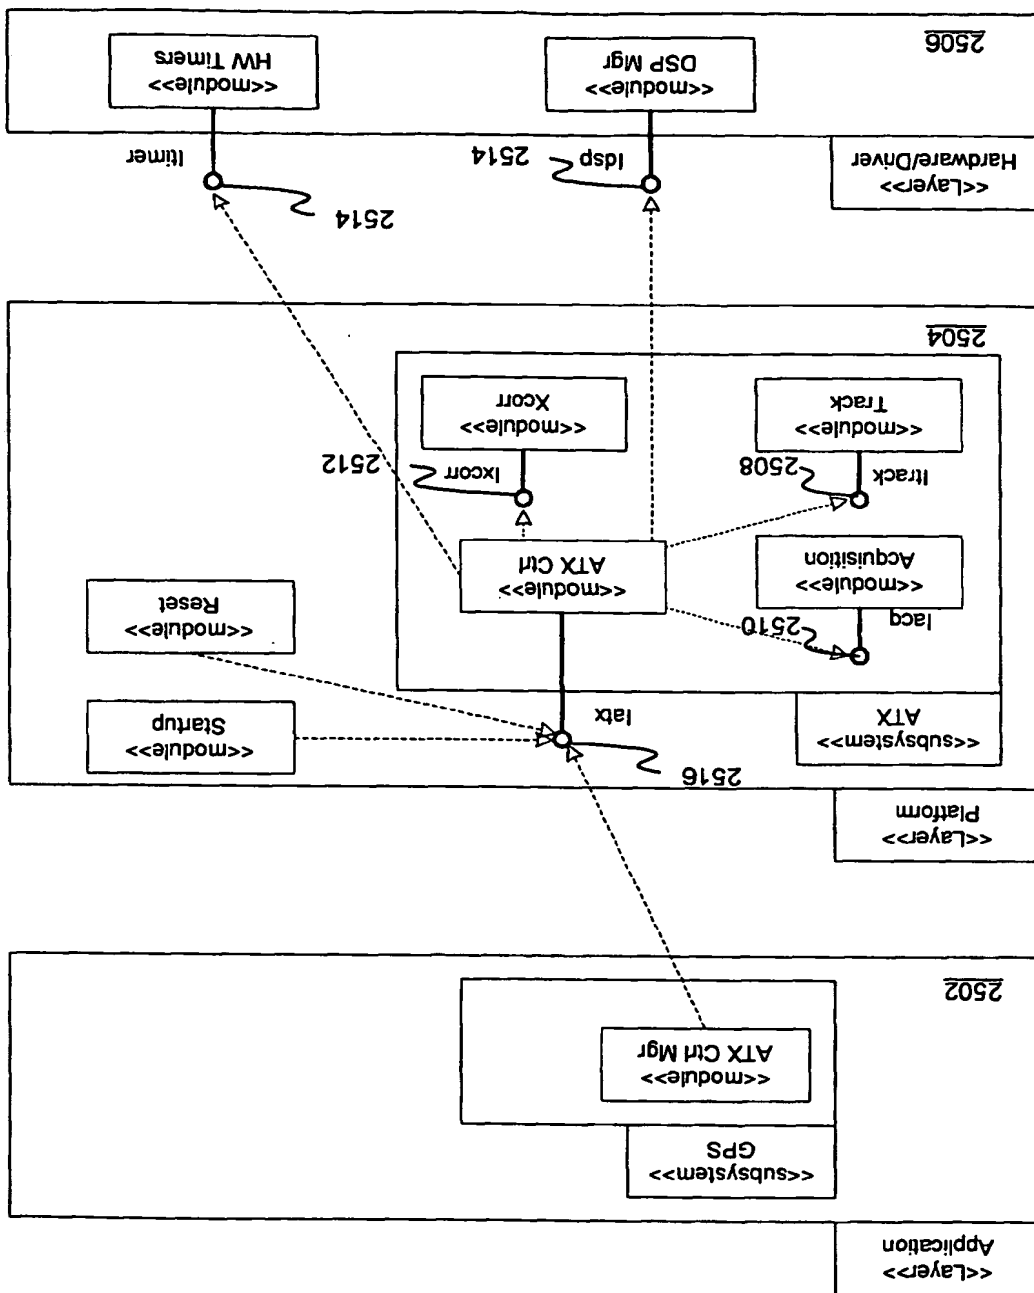 <<Layer>>
Application
<<subsystem>>
GPS
<<module>>
ATX Ctrl Mgr
2502
<<Layer>>
Platform
<<subsystem>>
ATX
2516
Iatx
<<module>>
Startup
<<module>>
Reset
Iacq
2510
<<module>>
Acquisition
<<module>>
ATX Ctrl
Itrack
2508
Ixcorr
2512
<<module>>
Track
<<module>>
Xcorr
2504
<<Layer>>
Hardware/Driver
Idsp
2514
Itimer
2514
<<module>>
DSP Mgr
<<module>>
HW Timers
2506